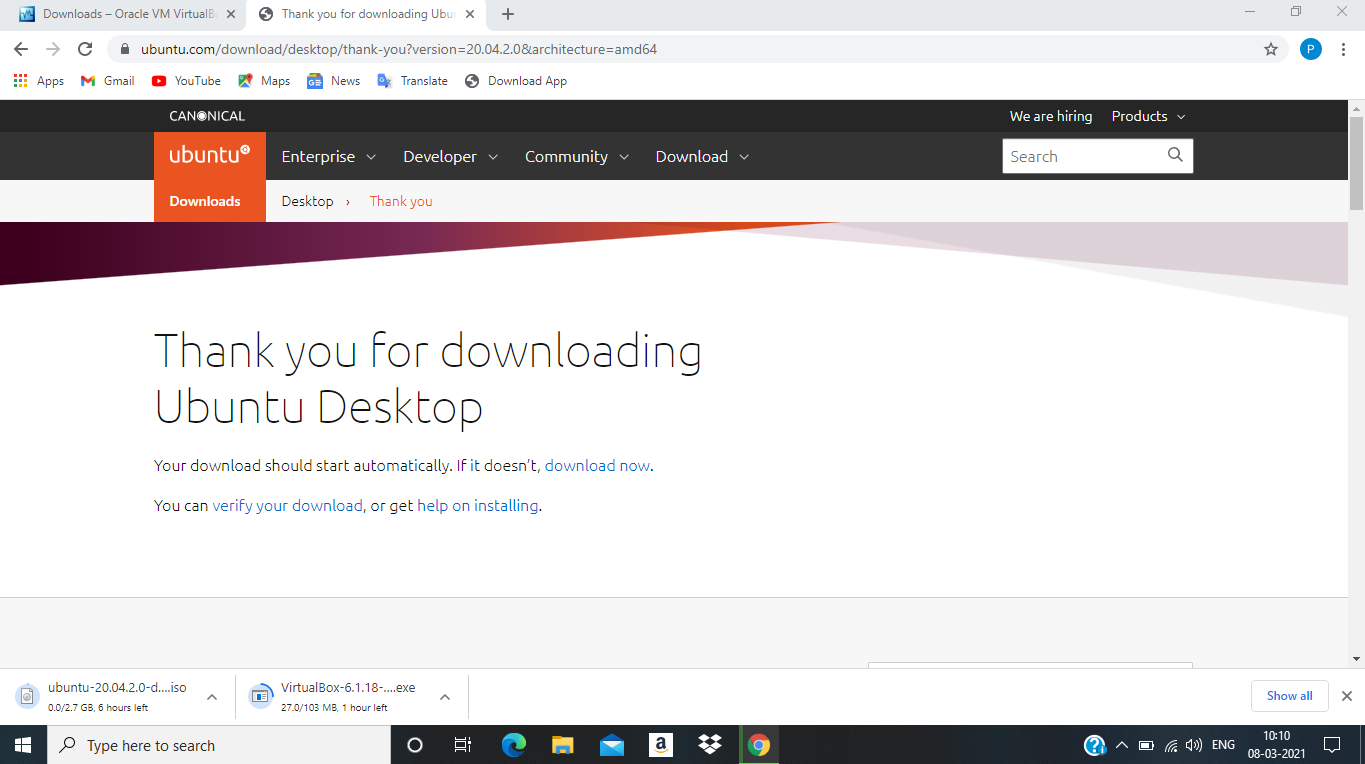 Downloads – Oracle VM VirtualB
Thank you for downloading Ubun
ubuntu.com/download/desktop/thank-you?version=20.04.2.0&architecture=amd64
P
Apps
Gmail
YouTube
Maps
News
Translate
Download App
CANONICAL
We are hiring
Products
ubuntu
Enterprise
Developer
Community
Download
Search
Downloads
Desktop
›
Thank you
Thank you for downloading
Ubuntu Desktop
Your download should start automatically. If it doesn’t, download now.
You can verify your download, or get help on installing.
ubuntu-20.04.2.0-d....iso
0.0/2.7 GB, 6 hours left
VirtualBox-6.1.18-....exe
27.0/103 MB, 1 hour left
Show all
Type here to search
a
ENG
10:10
08-03-2021